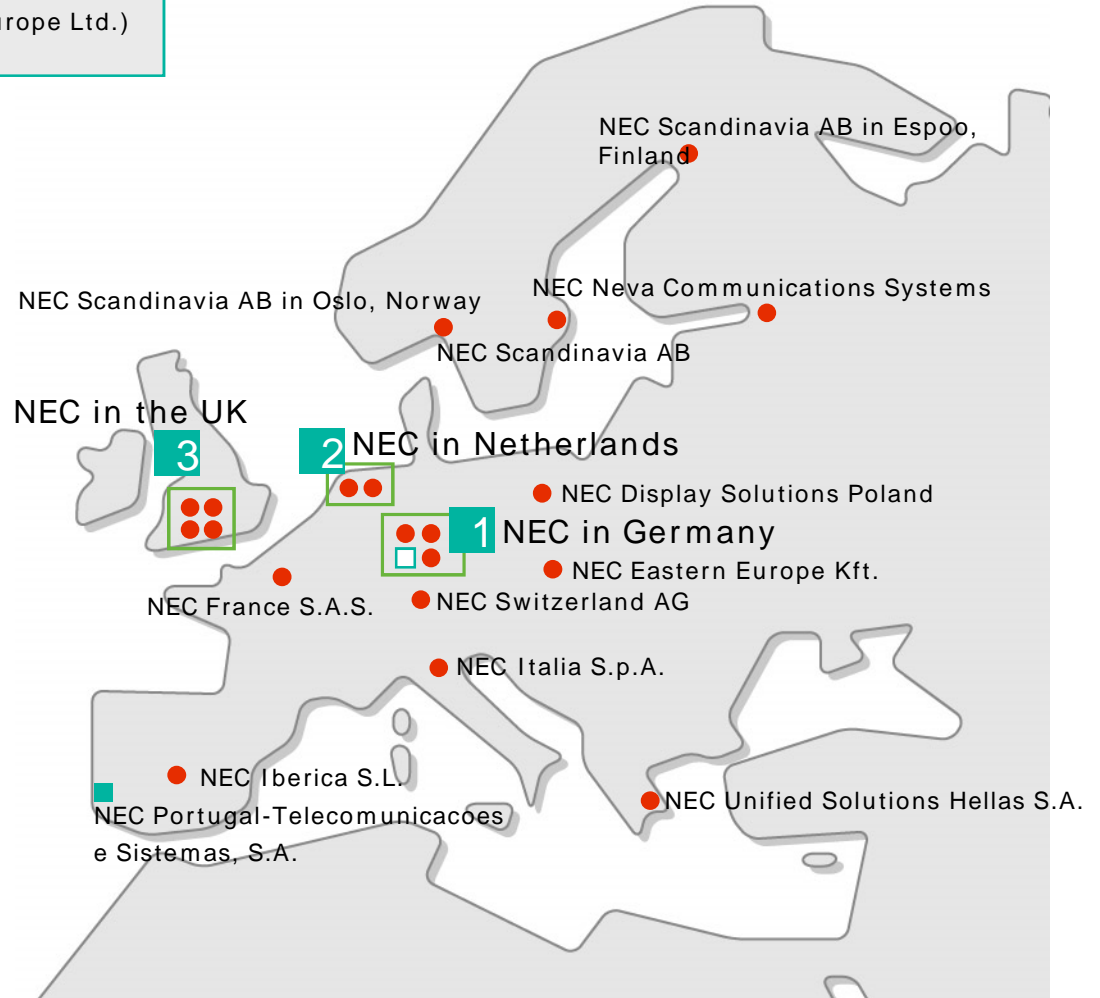 urope Ltd.)
NEC Scandinavia AB in Espoo,
Finland
NEC Scandinavia AB in Oslo, Norway
NEC Neva Communications Systems
NEC Scandinavia AB
NEC in the UK
3
2
NEC in Netherlands
NEC Display Solutions Poland
1
NEC in Germany
NEC Eastern Europe Kft.
NEC France S.A.S.
NEC Switzerland AG
NEC Italia S.p.A.
NEC Iberica S.L.
NEC Portugal-Telecomunicacoes
e Sistemas, S.A.
NEC Unified Solutions Hellas S.A.